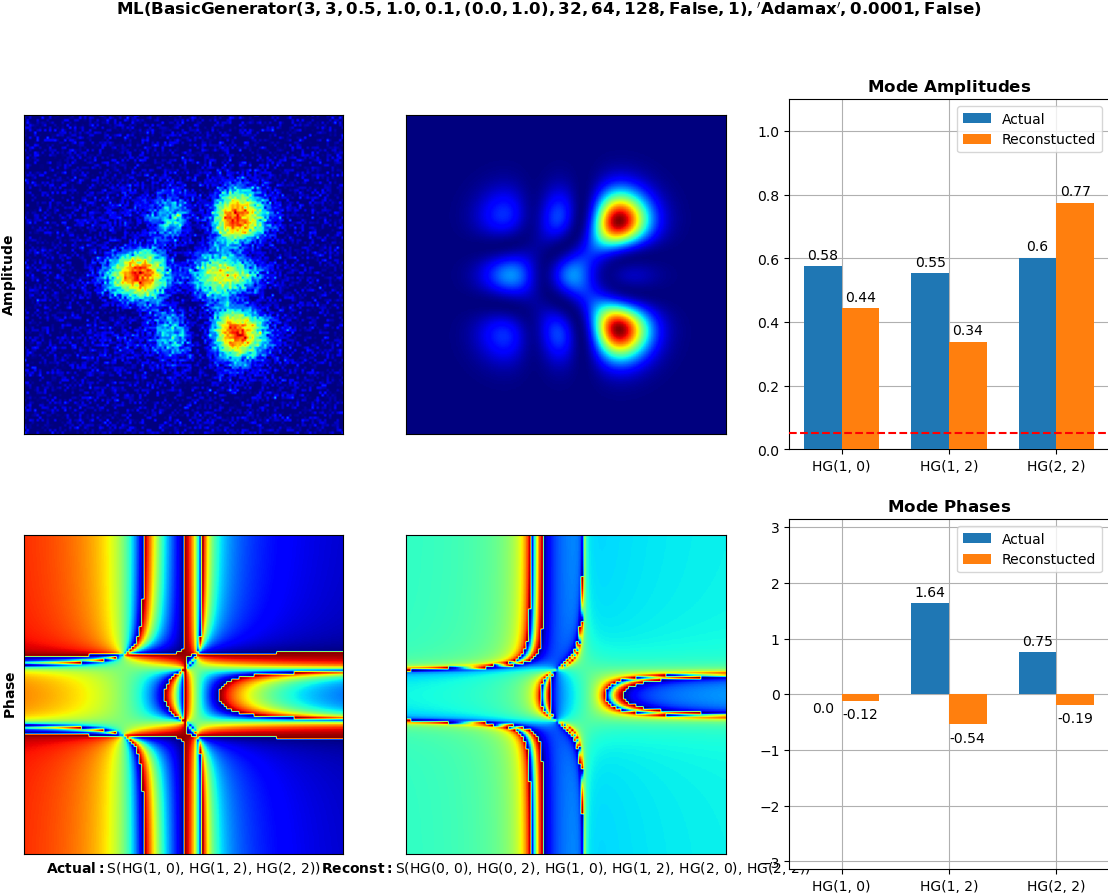 ML(BasicGenerator(3, 3, 0.5, 1.0, 0.1, (0.0, 1.0), 32, 64, 128, False, 1), ′Adamax′, 0.0001, False)
Mode Amplitudes
Actual
Reconstucted
1.0
0.8
0.6
0.4
0.2
0.0
0.58
0.44
0.55
0.34
0.6
0.77
HG(1, 0)
HG(1, 2)
HG(2, 2)
Amplitude
Mode Phases
Actual
Reconstucted
3
2
1
0
−1
−2
−3
0.0
-0.12
1.64
-0.54
0.75
-0.19
HG(1, 0)
HG(1, 2)
HG(2, 2)
Phase
Actual: S(HG(1, 0), HG(1, 2), HG(2, 2))
Reconst: S(HG(0, 0), HG(0, 2), HG(1, 0), HG(1, 2), HG(2, 0), HG(2, 2))